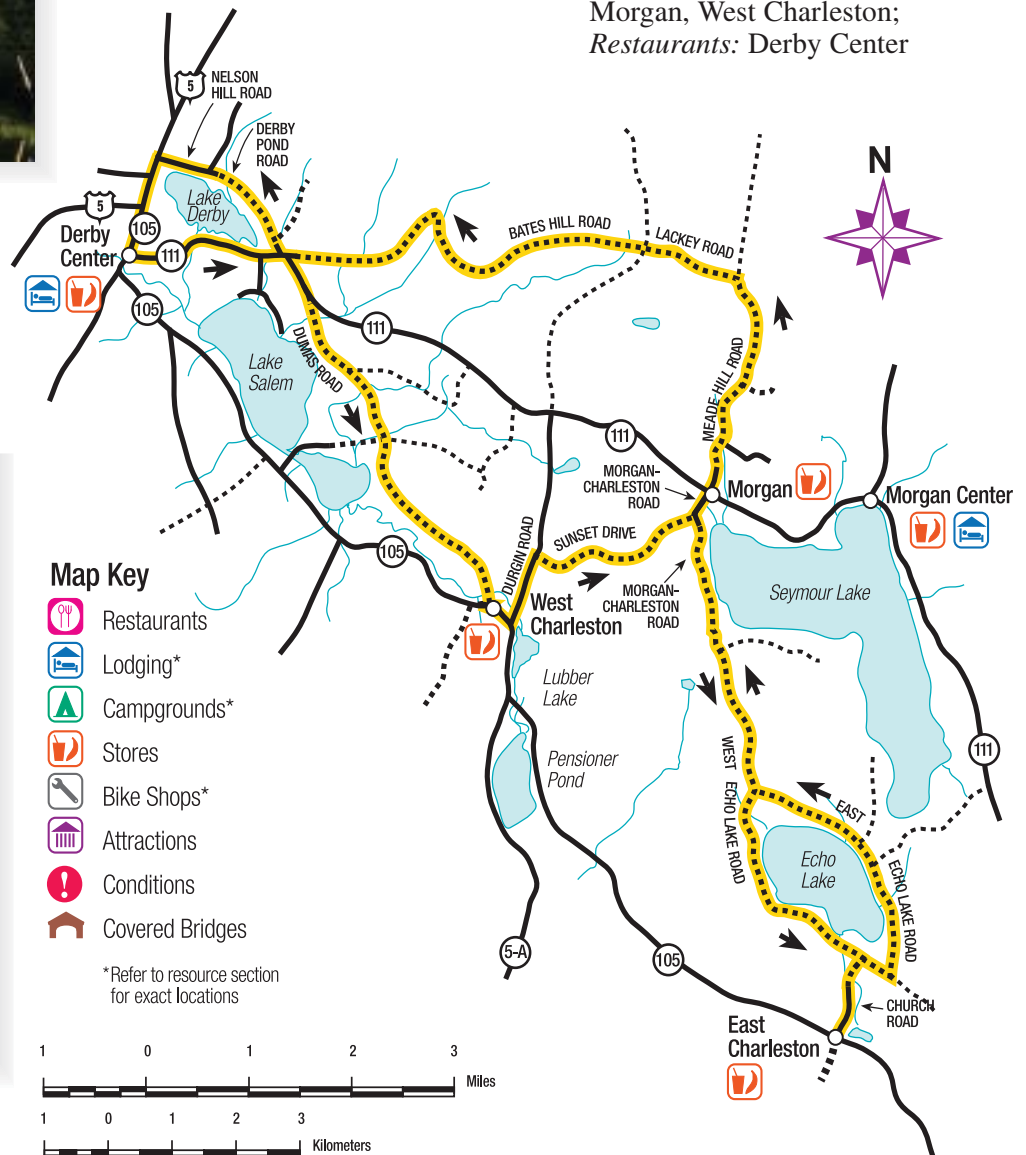 Morgan, West Charleston;
Restaurants: Derby Center
5
NELSON
HILL ROAD
DERBY
POND
ROAD
N
Lake
Derby
5
105
Derby
Center
111
BATES HILL ROAD
LACKEY ROAD
105
111
DUMAS ROAD
Lake
Salem
MEADE-HILL ROAD
111
MORGAN-
CHARLESTON
ROAD
Morgan
Morgan Center
SUNSET DRIVE
DURGIN ROAD
105
MORGAN-
CHARLESTON
ROAD
Seymour Lake
West
Charleston
Lubber
Lake
Pensioner
Pond
111
WEST ECHO LAKE ROAD
EAST ECHO LAKE ROAD
Echo
Lake
5-A
105
CHURCH
ROAD
East
Charleston
Map Key
Restaurants
Lodging*
Campgrounds*
Stores
Bike Shops*
Attractions
! Conditions
Covered Bridges
*Refer to resource section
for exact locations
1 0 1 2 3
Miles
1 0 1 2 3
Kilometers